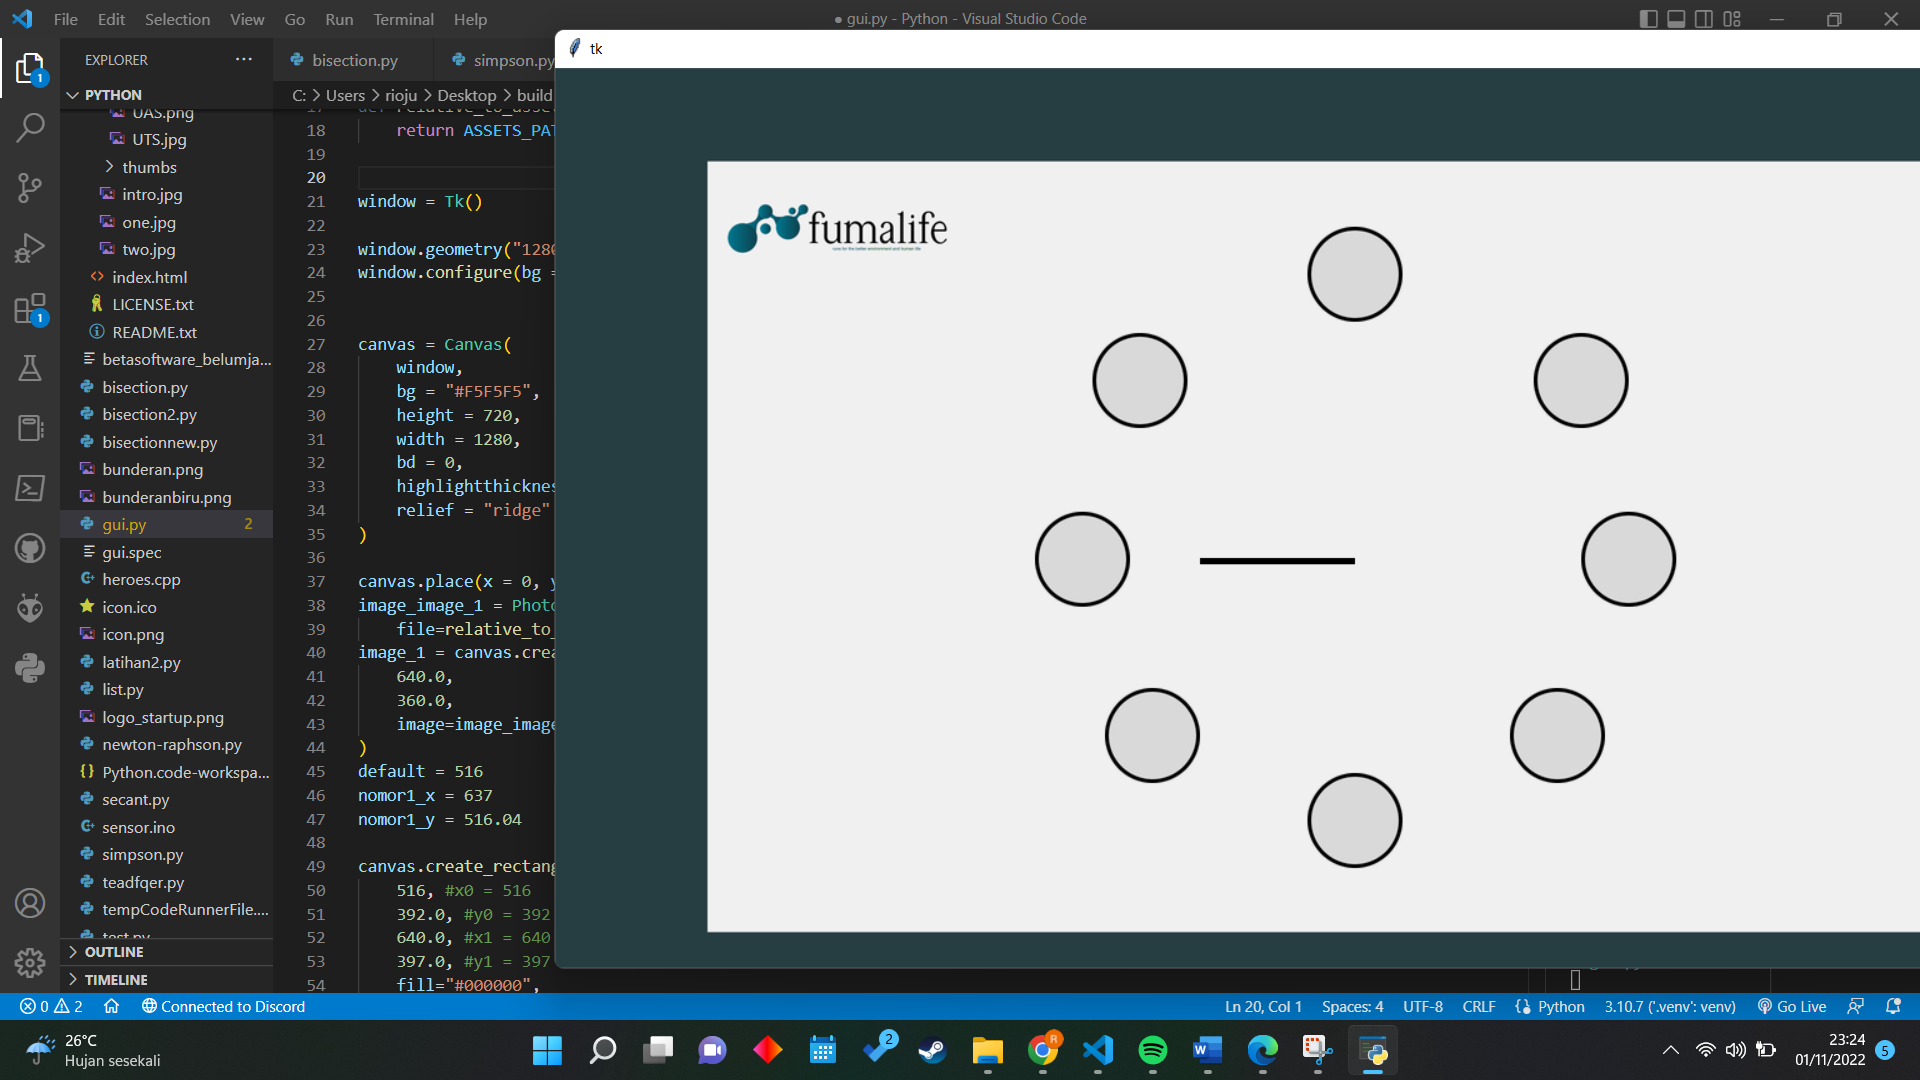 File Edit Selection View Go Run Terminal Help
● gui.py - Python - Visual Studio Code
EXPLORER
PYTHON
UAS.png
UTS.jpg
thumbs
intro.jpg
one.jpg
two.jpg
index.html
LICENSE.txt
README.txt
betasoftware_belumja...
bisection.py
bisection2.py
bisectionnew.py
bunderan.png
bunderanbiru.png
gui.py 2
gui.spec
heroes.cpp
icon.ico
icon.png
latihan2.py
list.py
logo_startup.png
newton-raphson.py
Python.code-workspa...
secant.py
sensor.ino
simpson.py
teadfqer.py
tempCodeRunnerFile....
test.py
OUTLINE
TIMELINE
bisection.py simpson.py
C: > Users > rioju > Desktop > build
18 return ASSETS_PAT
19
20
21 window = Tk()
22
23 window.geometry("1280
24 window.configure(bg =
25
26
27 canvas = Canvas(
28 window,
29 bg = "#F5F5F5",
30 height = 720,
31 width = 1280,
32 bd = 0,
33 highlightthicknes
34 relief = "ridge"
35 )
36
37 canvas.place(x = 0, y
38 image_image_1 = Photo
39 file=relative_to_
40 image_1 = canvas.crea
41 640.0,
42 360.0,
43 image=image_image
44 )
45 default = 516
46 nomor1_x = 637
47 nomor1_y = 516.04
48
49 canvas.create_rectang
50 516, #x0 = 516
51 392.0, #y0 = 392
52 640.0, #x1 = 640
53 397.0, #y1 = 397
54 fill="#000000",
tk
fumalife
0 2 Connected to Discord
Ln 20, Col 1 Spaces: 4 UTF-8 CRLF {} Python 3.10.7 ('.venv': venv) Go Live
26°C
Hujan sesekali
23:24
01/11/2022
5